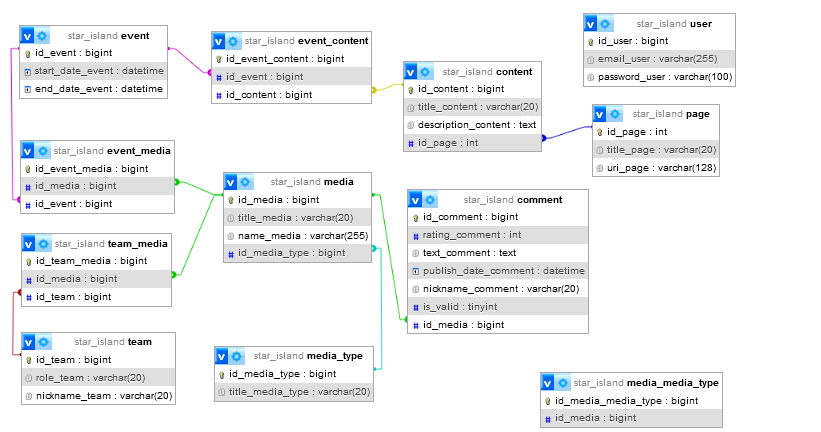 star_island event
id_event : bigint
start_date_event : datetime
end_date_event : datetime
star_island event_content
id_event_content : bigint
id_event : bigint
id_content : bigint
star_island content
id_content : bigint
title_content : varchar(20)
description_content : text
id_page : int
star_island user
id_user : bigint
email_user : varchar(255)
password_user : varchar(100)
star_island page
id_page : int
title_page : varchar(20)
uri_page : varchar(128)
star_island event_media
id_event_media : bigint
id_media : bigint
id_event : bigint
star_island media
id_media : bigint
title_media : varchar(20)
name_media : varchar(255)
id_media_type : bigint
star_island comment
id_comment : bigint
rating_comment : int
text_comment : text
publish_date_comment : datetime
nickname_comment : varchar(20)
is_valid : tinyint
id_media : bigint
star_island team_media
id_team_media : bigint
id_media : bigint
id_team : bigint
star_island team
id_team : bigint
role_team : varchar(20)
nickname_team : varchar(20)
star_island media_type
id_media_type : bigint
title_media_type : varchar(20)
star_island media_media_type
id_media_media_type : bigint
id_media : bigint